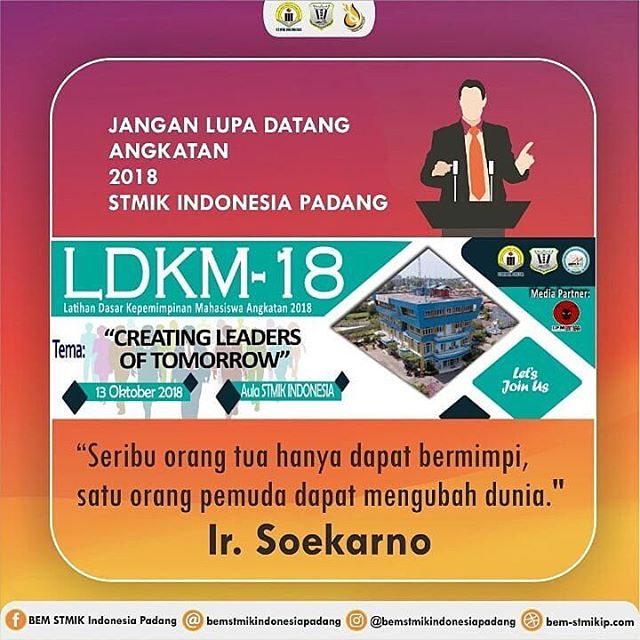 JANGAN LUPA DATANG
ANGKATAN
2018
STMIK INDONESIA PADANG
LDKM-18
Latihan Dasar Kepemimpinan Mahasiswa Angkatan 2018
Media Partner:
Tema:
"CREATING LEADERS
OF TOMORROW"
13 Oktober 2018
Aula STMIK INDONESIA
Let's
Join Us
“Seribu orang tua hanya dapat bermimpi,
satu orang pemuda dapat mengubah dunia."
Ir. Soekarno
BEM STMIK Indonesia Padang bemstmikindonesiapadang @bemstmikindonesiapadang bem-stmikip.com